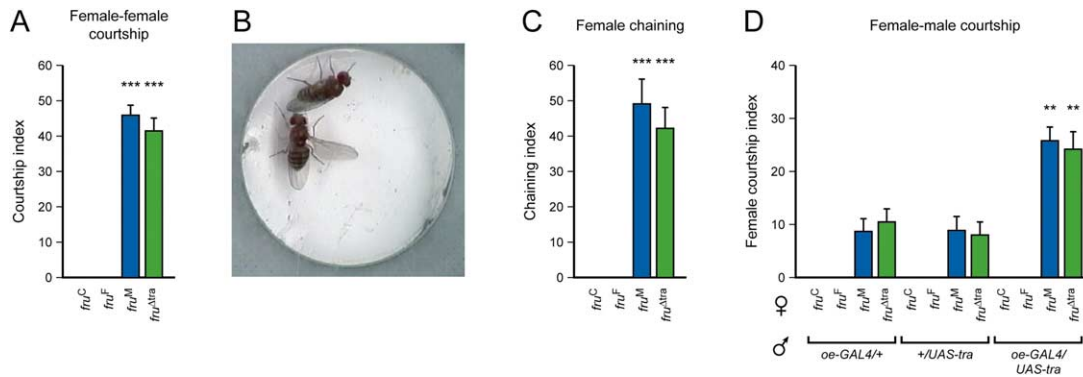 A
Female-female
courtship
Courtship index
60
50
40
30
20
10
0
*** ***
fruC
fruF
fruM
fruΔtra
B
C
Female chaining
Chaining index
60
50
40
30
20
10
0
*** ***
fruC
fruF
fruM
fruΔtra
D
Female-male courtship
Female courtship index
40
30
20
10
0
** **
♀ fruC fruF fruM fruΔtra fruC fruF fruM fruΔtra fruC fruF fruM fruΔtra
♂ oe-GAL4/+ +/UAS-tra oe-GAL4/
UAS-tra